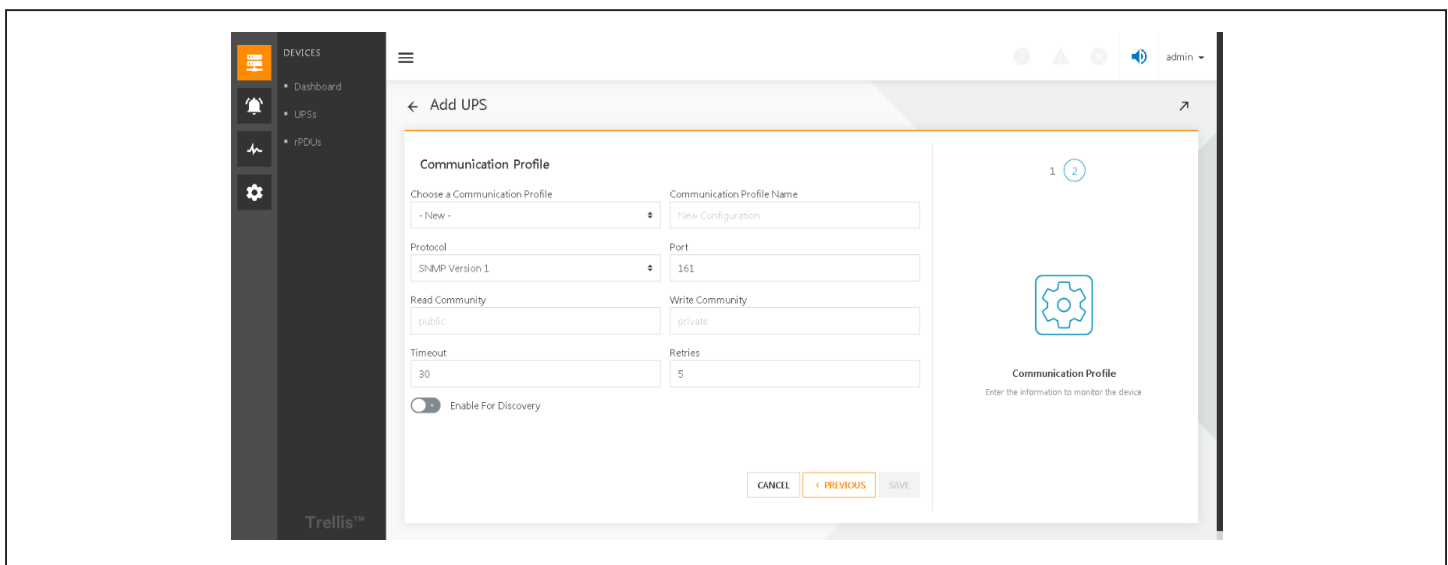 DEVICES
Dashboard
UPSs
rPDUs
Trellis™
admin
Add UPS
Communication Profile
Choose a Communication Profile Communication Profile Name
- New - New Configuration
Protocol Port
SNMP Version 1 161
Read Community Write Community
public private
Timeout Retries
30 5
Enable For Discovery
CANCEL ‹ PREVIOUS SAVE
1 2
Communication Profile
Enter the information to monitor the device